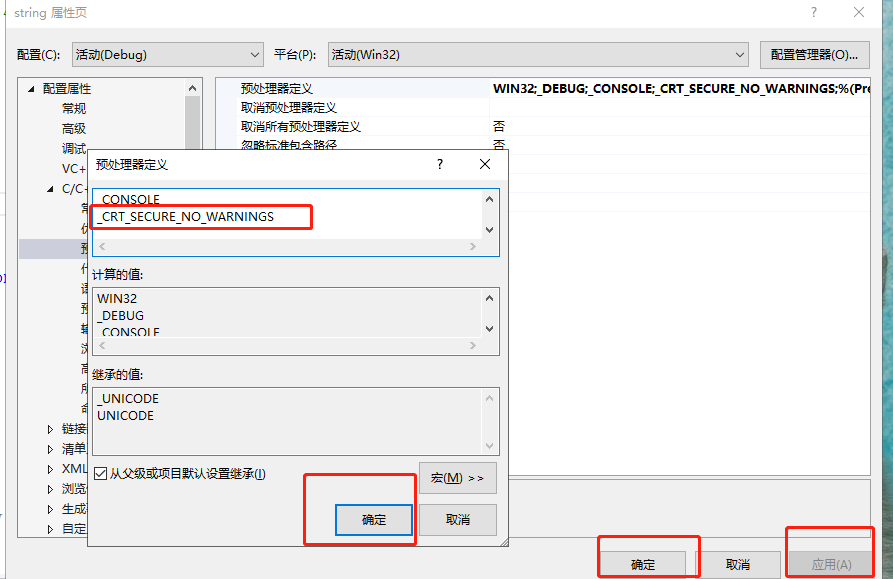 string 属性页
配置(C):
活动(Debug)
平台(P):
活动(Win32)
配置管理器(O)...
配置属性
常规
高级
调试
VC+
C/C+
链接
清单
XML
生成
自定
预处理器定义
WIN32;_DEBUG;_CONSOLE;_CRT_SECURE_NO_WARNINGS;%(Pre
取消预处理器定义
取消所有预处理器定义
否
忽略标准包含路径
否
预处理器定义
_CONSOLE
_CRT_SECURE_NO_WARNINGS
计算的值:
WIN32
_DEBUG
_CONSOLE
继承的值:
_UNICODE
UNICODE
从父级或项目默认设置继承(I)
宏(M) >>
确定
取消
确定
取消
应用(A)